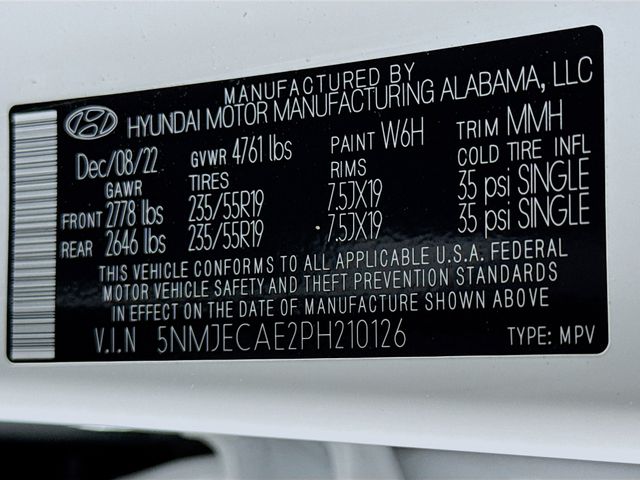 MANUFACTURED BY
HYUNDAI MOTOR MANUFACTURING ALABAMA, LLC
Dec/08/22 GVWR 4761 lbs PAINT W6H TRIM MMH
GAWR TIRES RIMS COLD TIRE INFL
FRONT 2778 lbs 235/55R19 7.5JX19 35 psi SINGLE
REAR 2646 lbs 235/55R19 7.5JX19 35 psi SINGLE
THIS VEHICLE CONFORMS TO ALL APPLICABLE U.S.A. FEDERAL
MOTOR VEHICLE SAFETY AND THEFT PREVENTION STANDARDS
IN EFFECT ON THE DATE OF MANUFACTURE SHOWN ABOVE
V.I.N 5NMJECAE2PH210126 TYPE: MPV